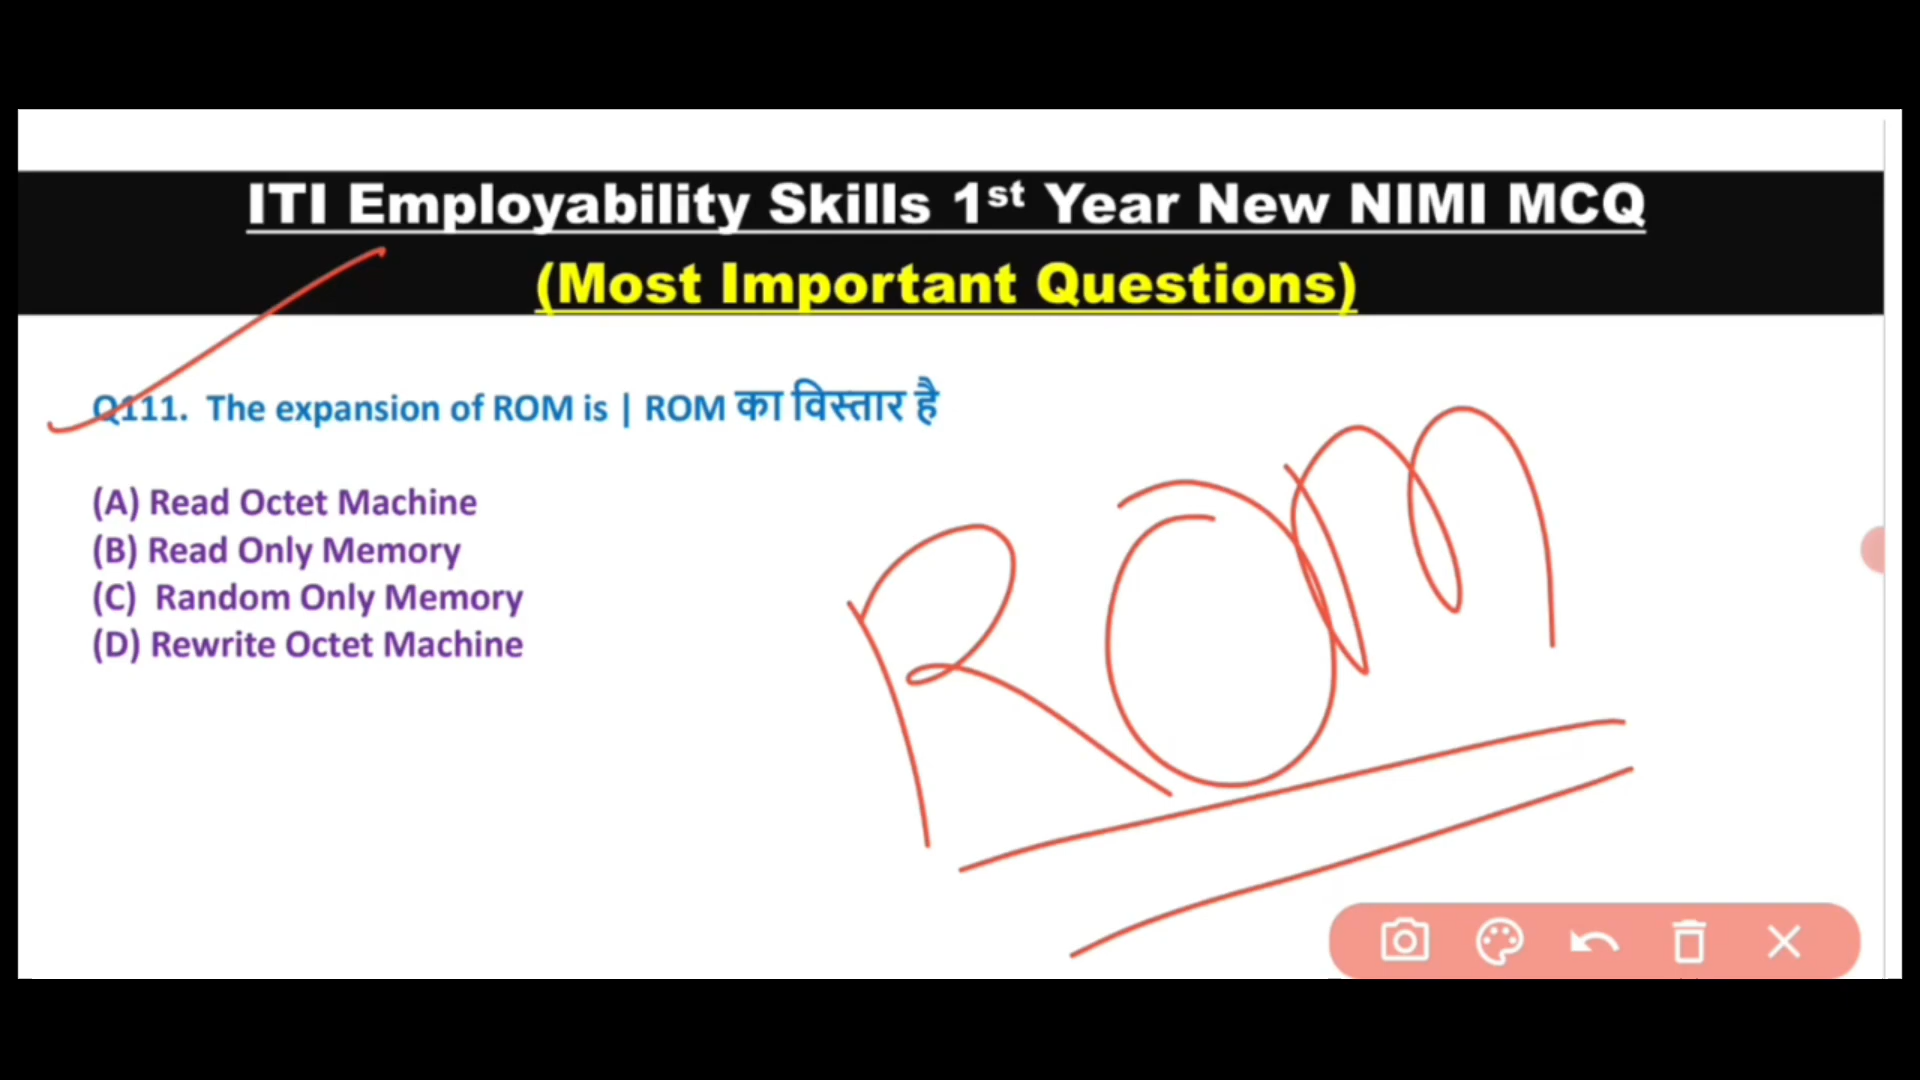 ITI Employability Skills 1st Year New NIMI MCQ
(Most Important Questions)
Q111. The expansion of ROM is | ROM का विस्तार है
(A) Read Octet Machine
(B) Read Only Memory
(C) Random Only Memory
(D) Rewrite Octet Machine
ROM